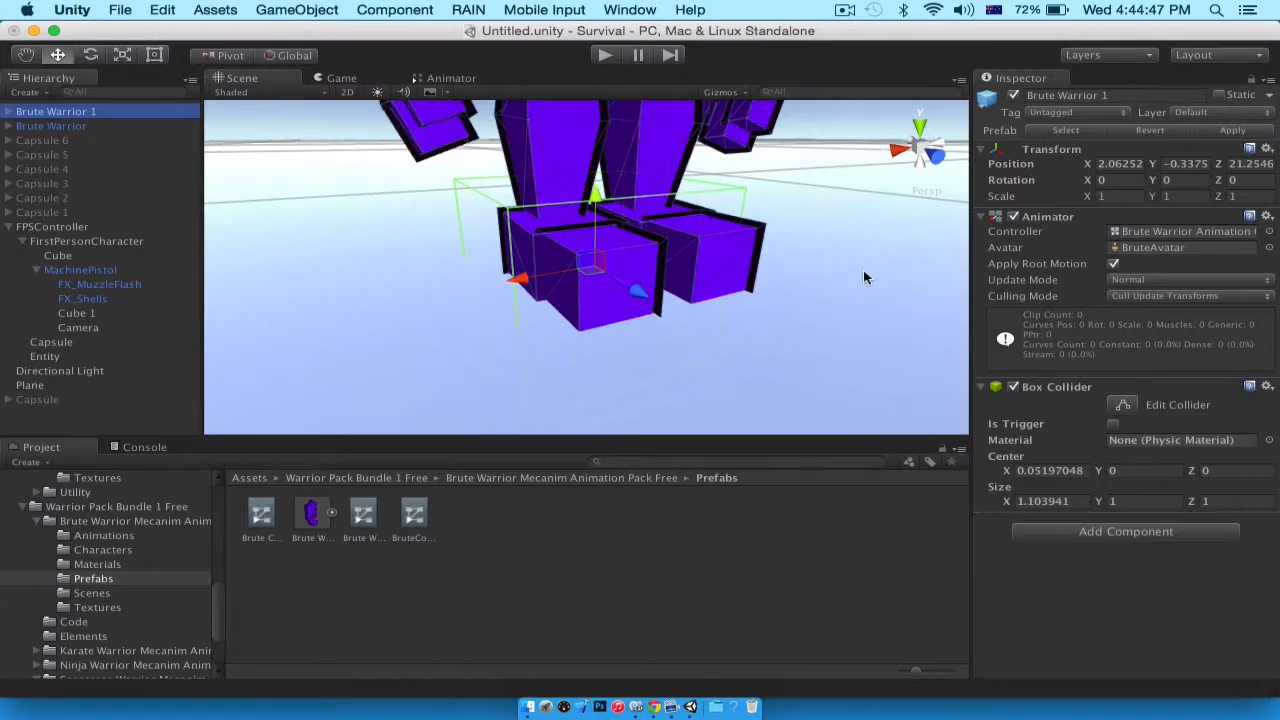 Unity File Edit Assets GameObject Component RAIN Mobile Input Window Help 72% Wed 4:44:47 PM
Untitled.unity - Survival - PC, Mac & Linux Standalone
Pivot Global Layers Layout
Hierarchy Scene Game Animator Inspector
Create All Shaded 2D Gizmos All
Brute Warrior 1 Static
Tag Untagged Layer Default
Prefab Select Revert Apply
Brute Warrior 1
Brute Warrior
Capsule 6
Capsule 5
Capsule 4
Capsule 3
Capsule 2
Capsule 1
FPSController
FirstPersonCharacter
Cube
MachinePistol
FX_MuzzleFlash
FX_Shells
Cube 1
Camera
Capsule
Entity
Directional Light
Plane
Capsule
y
Persp
Transform
Position X 2.06252 Y -0.3375 Z 21.2546
Rotation X 0 Y 0 Z 0
Scale X 1 Y 1 Z 1
Animator
Controller Brute Warrior Animation
Avatar BruteAvatar
Apply Root Motion
Update Mode Normal
Culling Mode Cull Update Transforms
Clip Count: 0
Curves Pos: 0 Rot: 0 Scale: 0 Muscles: 0 Generic: 0
PPtr: 0
Curves Count: 0 Constant: 0 (0.0%) Dense: 0 (0.0%)
Stream: 0 (0.0%)
Box Collider
Edit Collider
Is Trigger
Material None (Physic Material)
Center
X 0.05197048 Y 0 Z 0
Size
X 1.103941 Y 1 Z 1
Add Component
Project Console
Create
Textures
Utility
Warrior Pack Bundle 1 Free
Brute Warrior Mecanim Anim
Animations
Characters
Materials
Prefabs
Scenes
Textures
Code
Elements
Karate Warrior Mecanim Ani
Ninja Warrior Mecanim Anim
Assets Warrior Pack Bundle 1 Free Brute Warrior Mecanim Animation Pack Free Prefabs
Brute C... Brute W... Brute W... BruteCo...